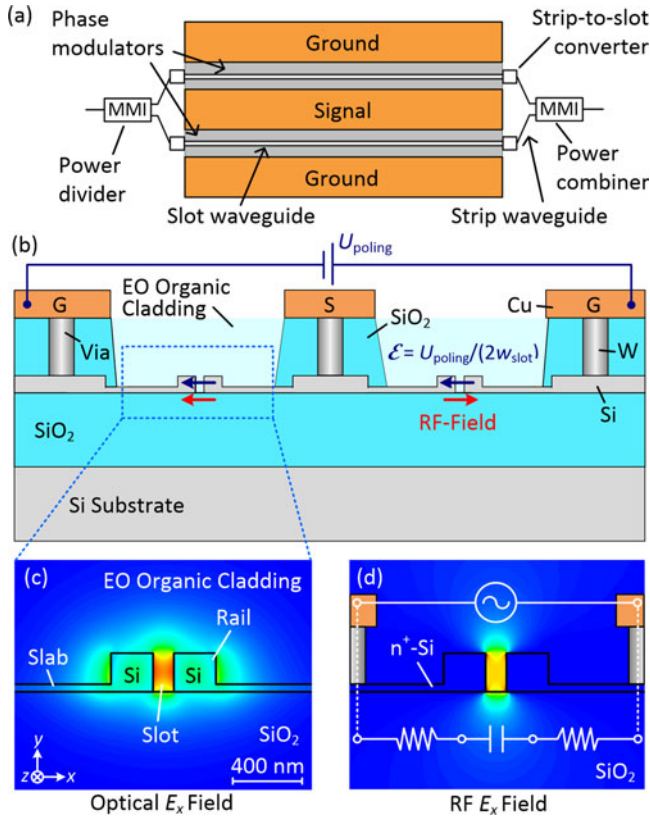 (a)
Phase
modulators
Ground
Strip-to-slot
converter
MMI
Signal
MMI
Power
divider
Ground
Power
combiner
Slot waveguide
Strip waveguide
(b)
U_poling
EO Organic
Cladding
G
S
Cu
G
Via
SiO₂
ℰ = U_poling/(2w_slot)
W
SiO₂
RF-Field
Si
Si Substrate
(c)
EO Organic Cladding
Rail
Slab
Si
Si
Slot
SiO₂
y
z
x
400 nm
Optical Eₓ Field
(d)
n⁺-Si
SiO₂
RF Eₓ Field